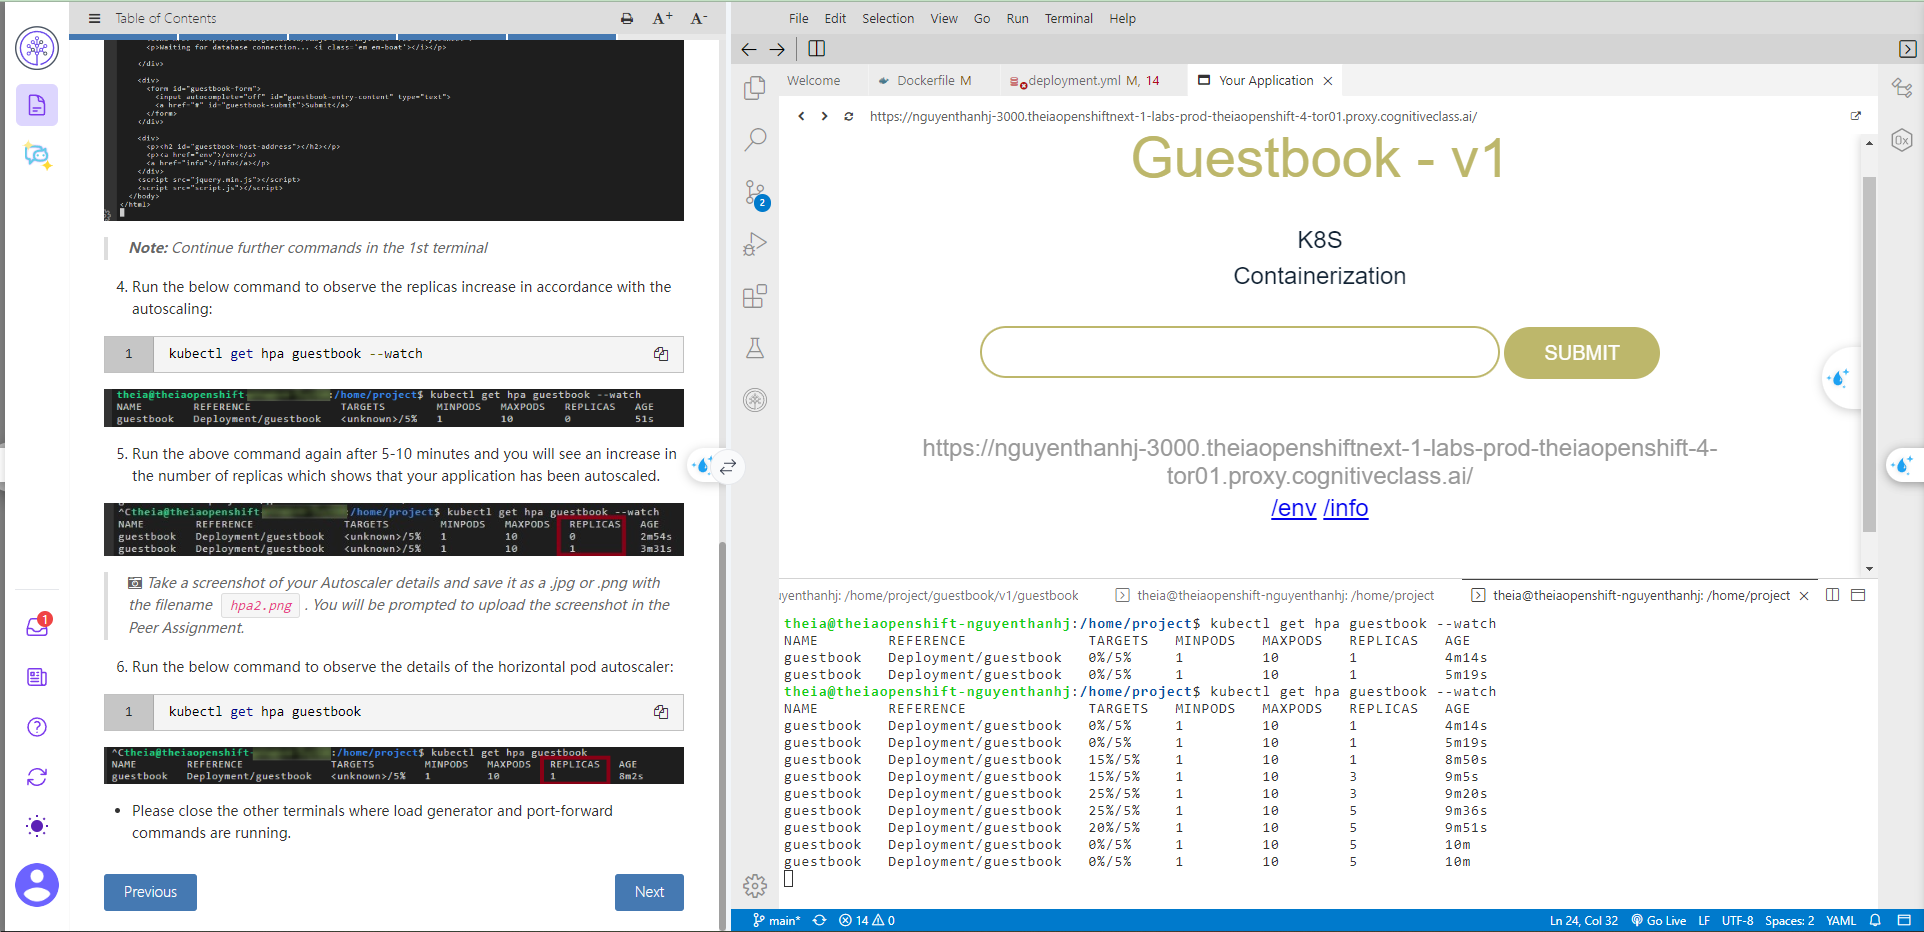 Table of Contents
A+ A-
<p>Waiting for database connection... <i class='em em-boat'></i></p>
</div>
<div>
<form id="guestbook-form">
<input autocomplete="off" id="guestbook-entry-content" type="text">
<a href="#" id="guestbook-submit">Submit</a>
</form>
</div>
<div>
<p><h2 id="guestbook-host-address"></h2></p>
<p><a href="env">/env</a>
<a href="info">/info</a></p>
</div>
<script src="jquery.min.js"></script>
<script src="script.js"></script>
</body>
</html>
Note: Continue further commands in the 1st terminal
4. Run the below command to observe the replicas increase in accordance with the
autoscaling:
1 kubectl get hpa guestbook --watch
theia@theiaopenshift- :/home/project$ kubectl get hpa guestbook --watch
NAME REFERENCE TARGETS MINPODS MAXPODS REPLICAS AGE
guestbook Deployment/guestbook <unknown>/5% 1 10 0 51s
5. Run the above command again after 5-10 minutes and you will see an increase in
the number of replicas which shows that your application has been autoscaled.
^Ctheia@theiaopenshift- :/home/project$ kubectl get hpa guestbook --watch
NAME REFERENCE TARGETS MINPODS MAXPODS REPLICAS AGE
guestbook Deployment/guestbook <unknown>/5% 1 10 0 2m54s
guestbook Deployment/guestbook <unknown>/5% 1 10 1 3m31s
Take a screenshot of your Autoscaler details and save it as a .jpg or .png with
the filename hpa2.png . You will be prompted to upload the screenshot in the
Peer Assignment.
6. Run the below command to observe the details of the horizontal pod autoscaler:
1 kubectl get hpa guestbook
^Ctheia@theiaopenshift- :/home/project$ kubectl get hpa guestbook
NAME REFERENCE TARGETS MINPODS MAXPODS REPLICAS AGE
guestbook Deployment/guestbook <unknown>/5% 1 10 1 8m2s
• Please close the other terminals where load generator and port-forward
commands are running.
Previous Next
1
File Edit Selection View Go Run Terminal Help
Welcome Dockerfile M deployment.yml M, 14 Your Application
https://nguyenthanhj-3000.theiaopenshiftnext-1-labs-prod-theiaopenshift-4-tor01.proxy.cognitiveclass.ai/
2
0x
Guestbook - v1
K8S
Containerization
SUBMIT
https://nguyenthanhj-3000.theiaopenshiftnext-1-labs-prod-theiaopenshift-4-
tor01.proxy.cognitiveclass.ai/
/env /info
yenthanhj: /home/project/guestbook/v1/guestbook theia@theiaopenshift-nguyenthanhj: /home/project theia@theiaopenshift-nguyenthanhj: /home/project
theia@theiaopenshift-nguyenthanhj:/home/project$ kubectl get hpa guestbook --watch
NAME REFERENCE TARGETS MINPODS MAXPODS REPLICAS AGE
guestbook Deployment/guestbook 0%/5% 1 10 1 4m14s
guestbook Deployment/guestbook 0%/5% 1 10 1 5m19s
theia@theiaopenshift-nguyenthanhj:/home/project$ kubectl get hpa guestbook --watch
NAME REFERENCE TARGETS MINPODS MAXPODS REPLICAS AGE
guestbook Deployment/guestbook 0%/5% 1 10 1 4m14s
guestbook Deployment/guestbook 0%/5% 1 10 1 5m19s
guestbook Deployment/guestbook 15%/5% 1 10 1 8m50s
guestbook Deployment/guestbook 15%/5% 1 10 3 9m5s
guestbook Deployment/guestbook 25%/5% 1 10 3 9m20s
guestbook Deployment/guestbook 25%/5% 1 10 5 9m36s
guestbook Deployment/guestbook 20%/5% 1 10 5 9m51s
guestbook Deployment/guestbook 0%/5% 1 10 5 10m
guestbook Deployment/guestbook 0%/5% 1 10 5 10m
main* 14 0 Ln 24, Col 32 Go Live LF UTF-8 Spaces: 2 YAML